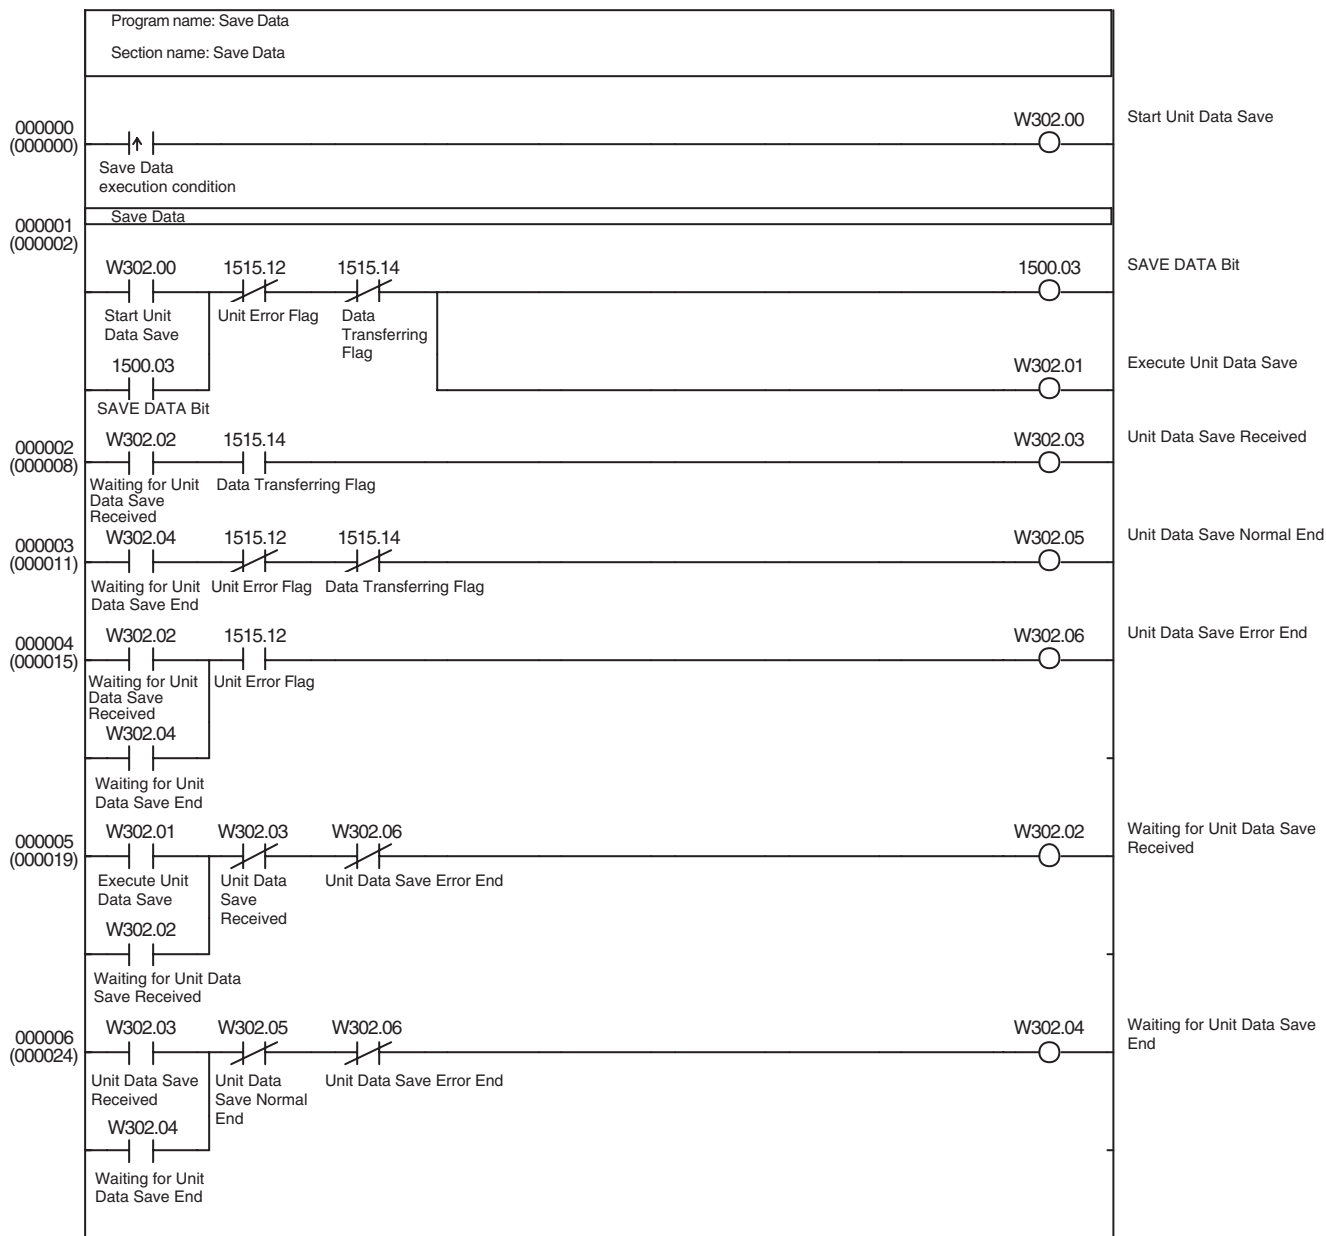 Program name: Save Data
Section name: Save Data
000000
(000000)
W302.00
Start Unit Data Save
Save Data
execution condition
000001
(000002)
Save Data
W302.00 1515.12 1515.14 1500.03
SAVE DATA Bit
Start Unit
Data Save
Unit Error Flag
Data
Transferring
Flag
1500.03 W302.01
Execute Unit Data Save
SAVE DATA Bit
000002
(000008)
W302.02 1515.14 W302.03
Unit Data Save Received
Waiting for Unit
Data Save
Received
Data Transferring Flag
000003
(000011)
W302.04 1515.12 1515.14 W302.05
Unit Data Save Normal End
Waiting for Unit
Data Save End
Unit Error Flag
Data Transferring Flag
000004
(000015)
W302.02 1515.12 W302.06
Unit Data Save Error End
Waiting for Unit
Data Save
Received
Unit Error Flag
W302.04
Waiting for Unit
Data Save End
000005
(000019)
W302.01 W302.03 W302.06 W302.02
Waiting for Unit Data Save
Received
Execute Unit
Data Save
Unit Data
Save
Received
Unit Data Save Error End
W302.02
Waiting for Unit Data
Save Received
000006
(000024)
W302.03 W302.05 W302.06 W302.04
Waiting for Unit Data Save
End
Unit Data Save
Received
Unit Data
Save Normal
End
Unit Data Save Error End
W302.04
Waiting for Unit
Data Save End